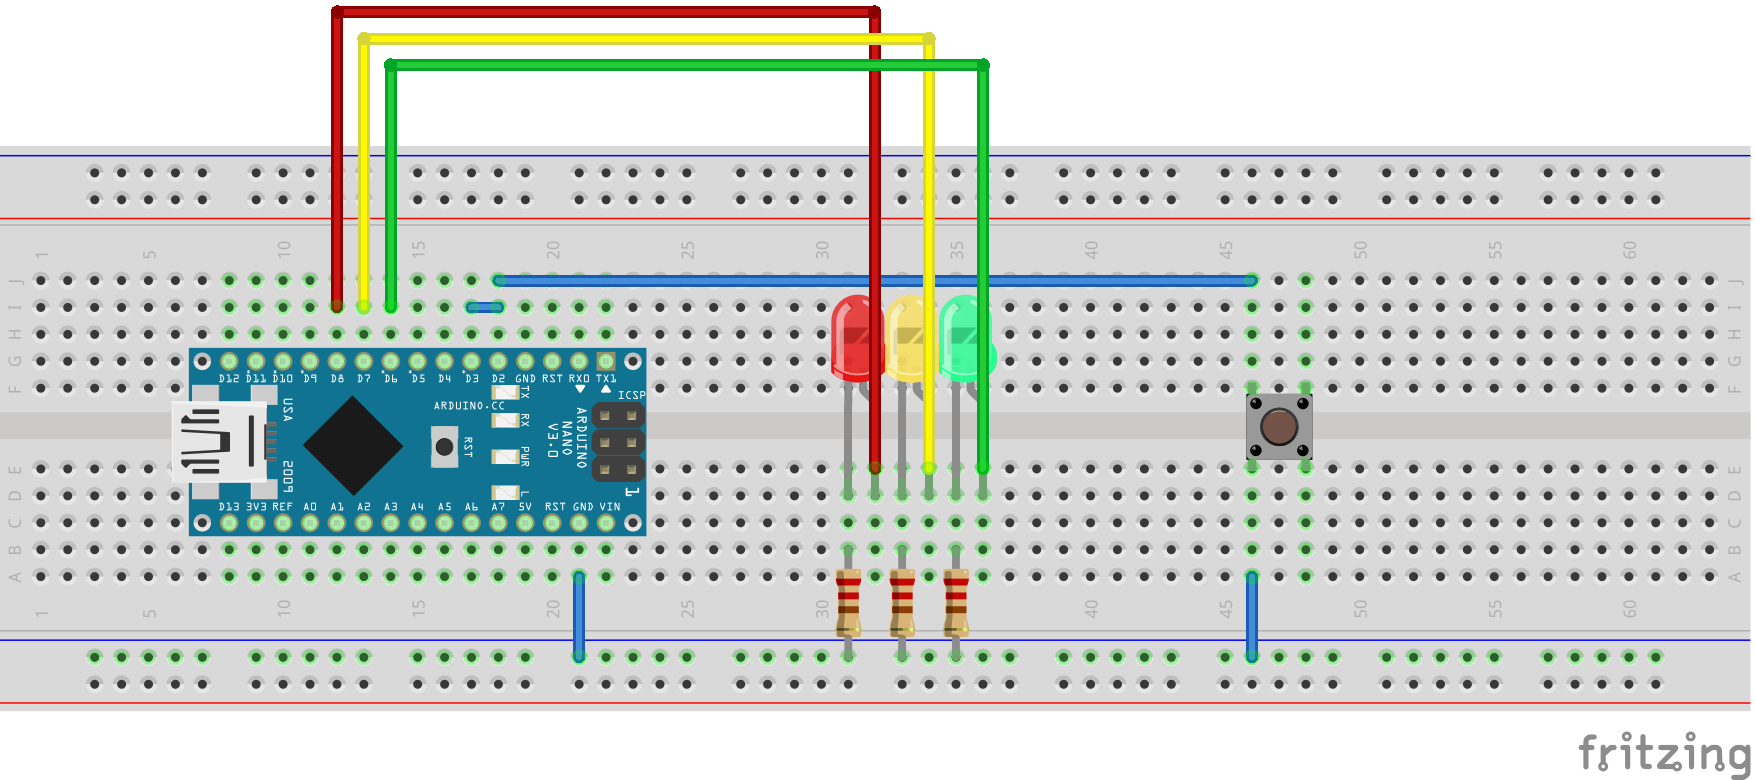 1 5 10 15 20 25 30 35 40 45 50 55 60
J J
I I
H H
G G
F F
D12 D11 D10 D9 D8 D7 D6 D5 D4 D3 D2 GND RST RX0 TX1
ICSP
TX
ARDUINO.CC
RX
USA
RST
PWR
ARDUINO
NANO
V3.0
2009
L
1
D13 3V3 REF A0 A1 A2 A3 A4 A5 A6 A7 5V RST GND VIN
E E
D D
C C
B B
A A
1 5 10 15 20 25 30 35 40 45 50 55 60
fritzing